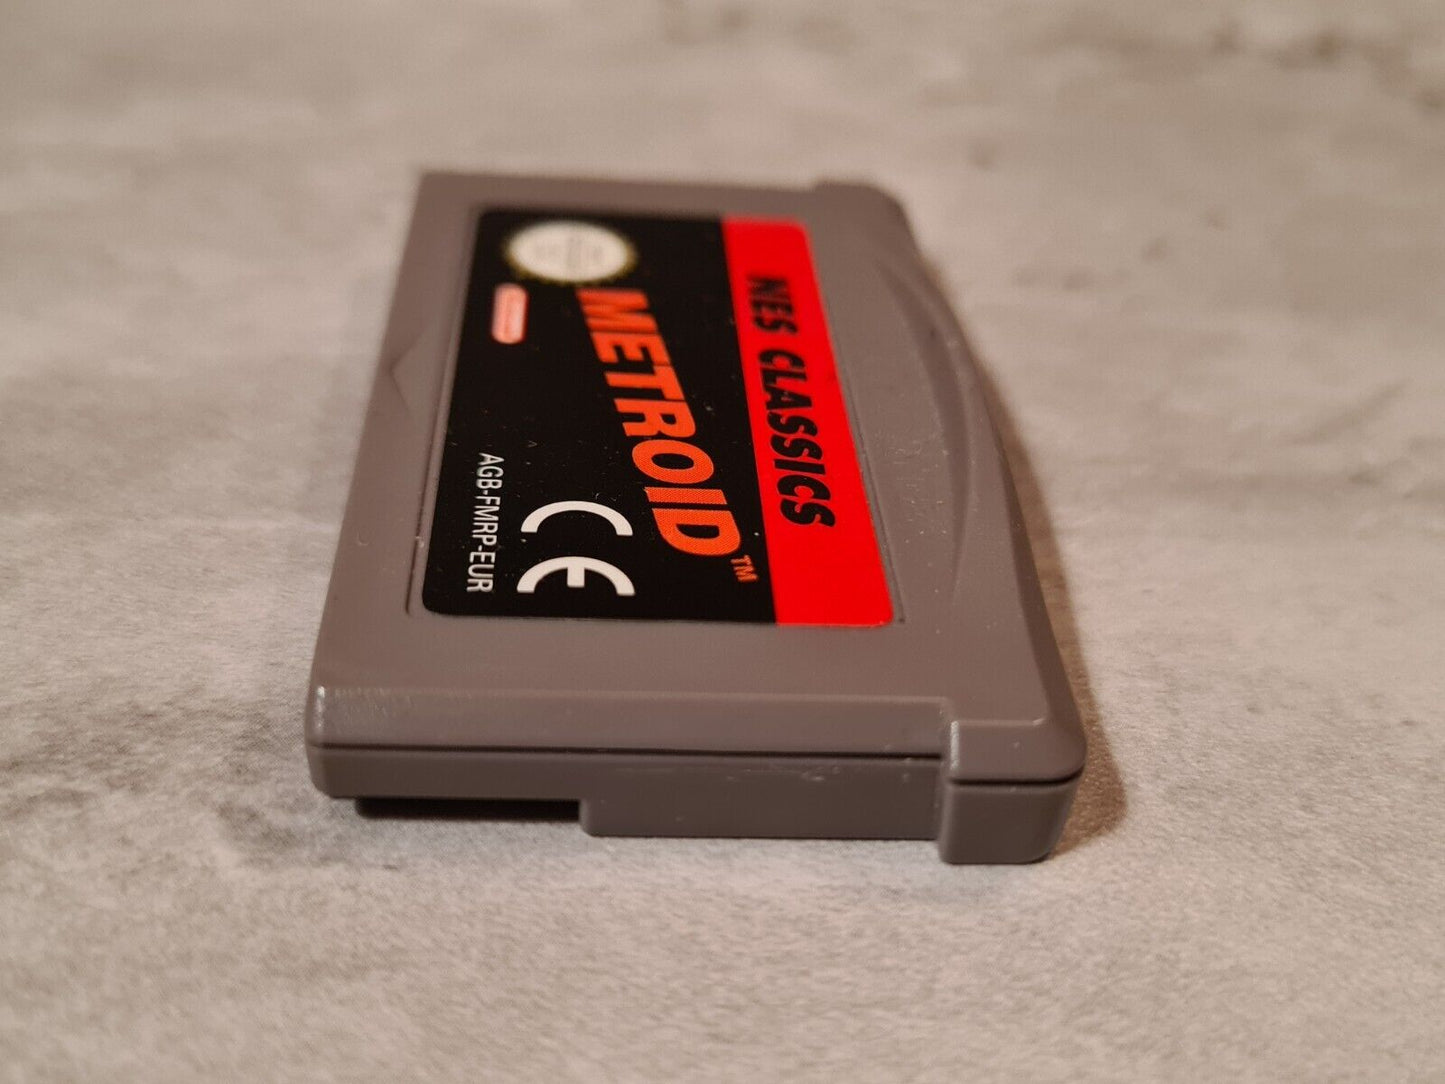 NES CLASSICS
METROID™
CE
AGB-FMRP-EUR